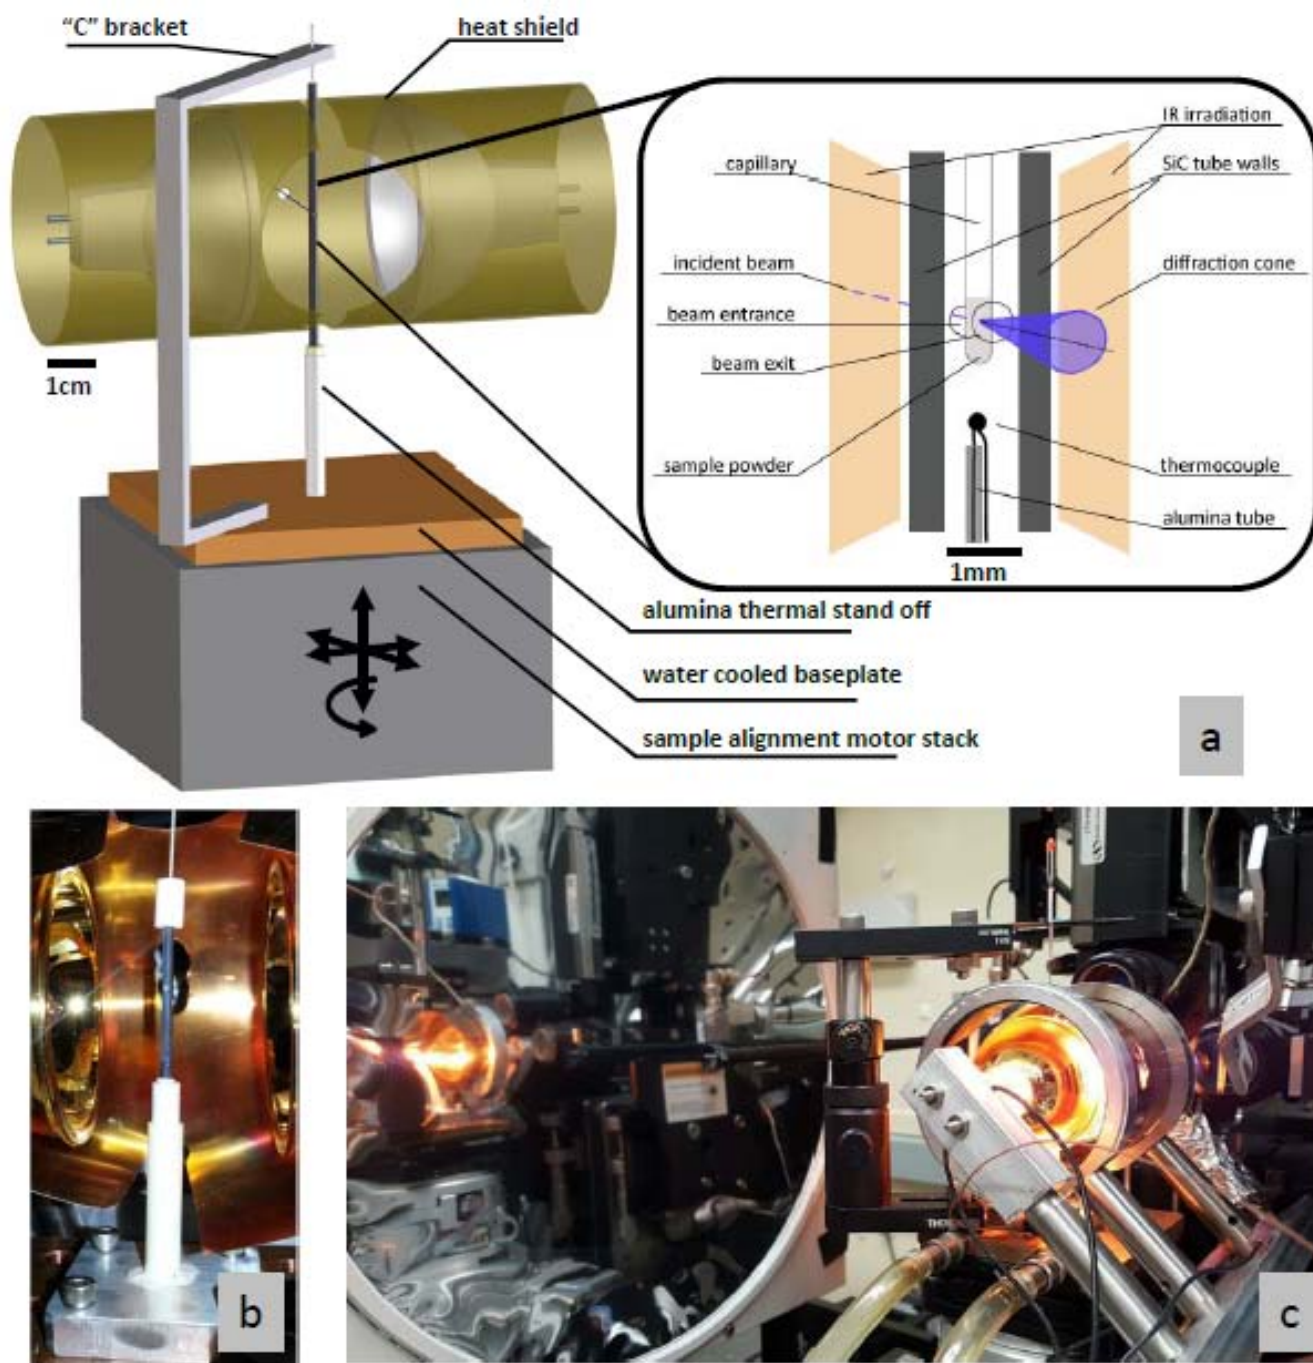 “C” bracket
heat shield
IR irradiation
capillary
SiC tube walls
incident beam
diffraction cone
beam entrance
beam exit
1cm
sample powder
thermocouple
alumina tube
1mm
alumina thermal stand off
water cooled baseplate
sample alignment motor stack
a
b
c